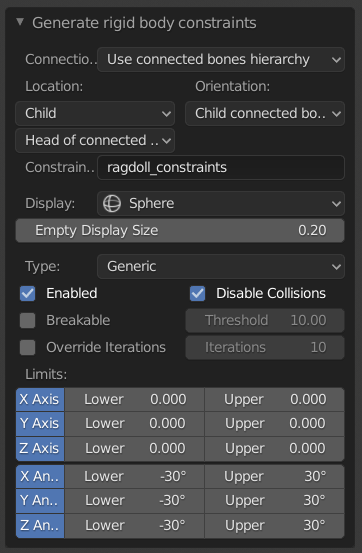 Generate rigid body constraints
Connectio.. Use connected bones hierarchy
Location: Orientation:
Child Child connected bo..
Head of connected ..
Constrain.. ragdoll_constraints
Display: Sphere
Empty Display Size 0.20
Type: Generic
Enabled Disable Collisions
Breakable Threshold 10.00
Override Iterations Iterations 10
Limits:
X Axis Lower 0.000 Upper 0.000
Y Axis Lower 0.000 Upper 0.000
Z Axis Lower 0.000 Upper 0.000
X An.. Lower -30° Upper 30°
Y An.. Lower -30° Upper 30°
Z An.. Lower -30° Upper 30°